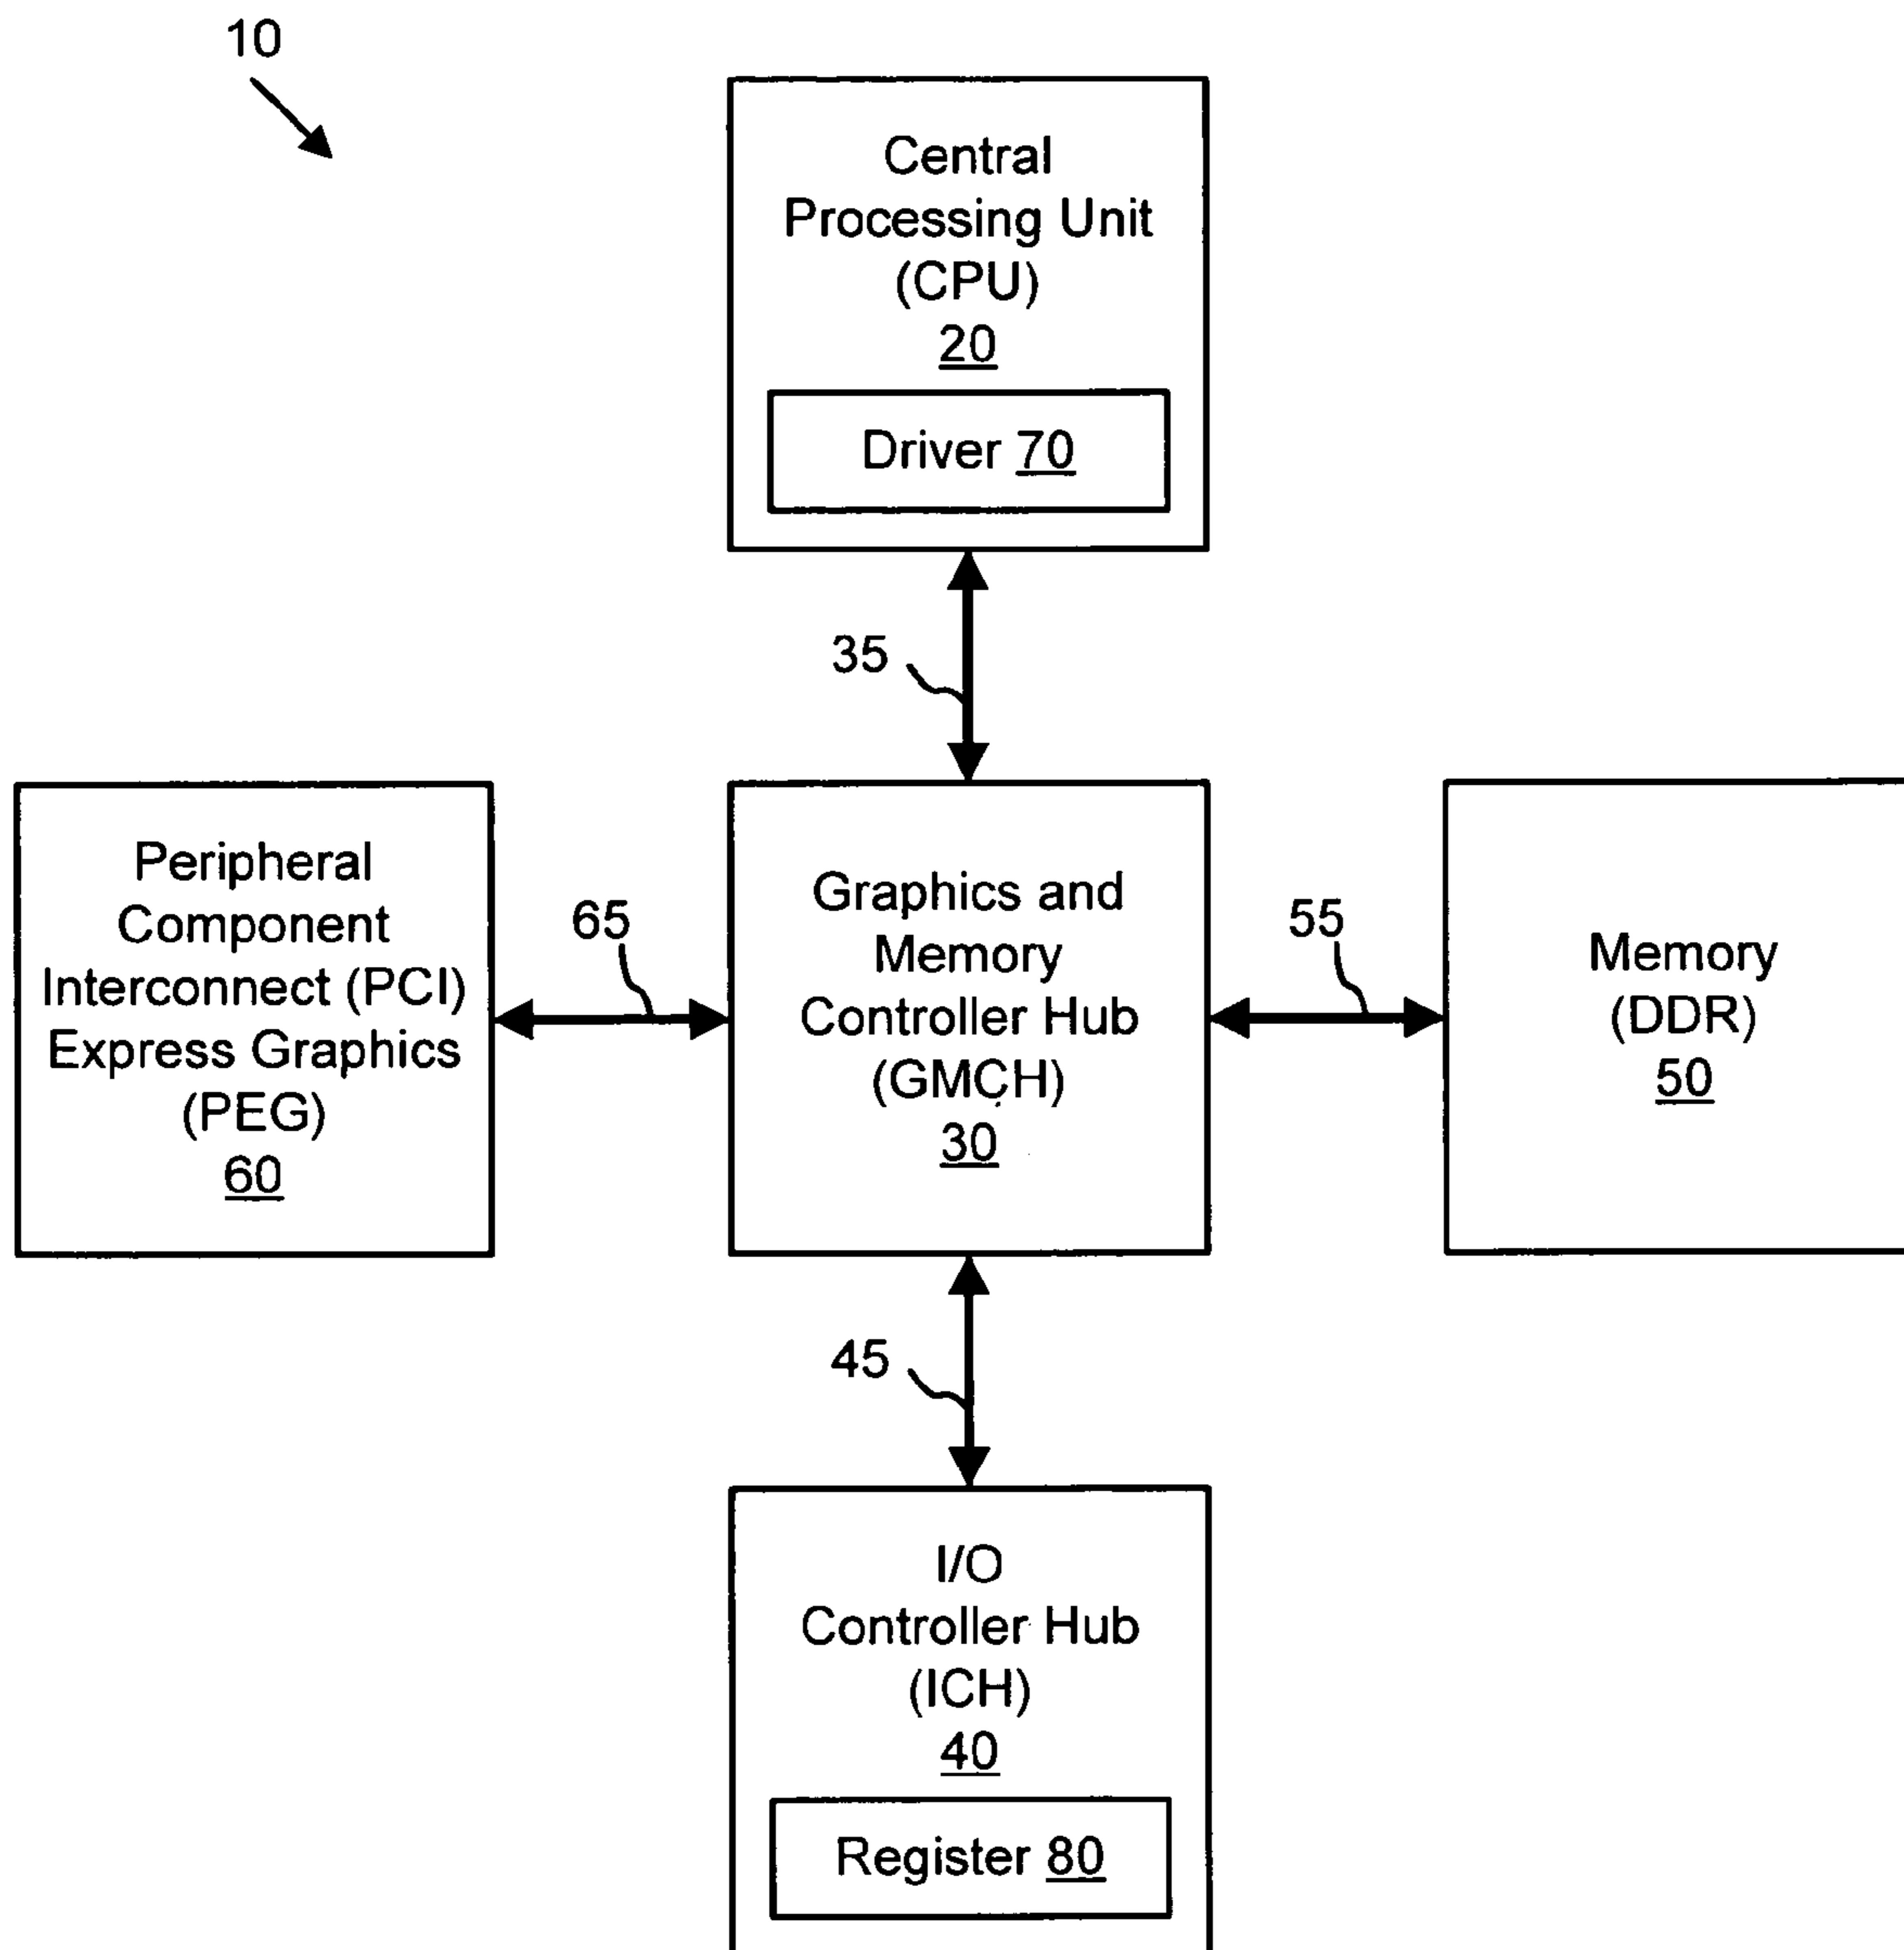 10
Central
Processing Unit
(CPU)
20
Driver 70
35
Peripheral
Component
Interconnect (PCI)
Express Graphics
(PEG)
60
65
Graphics and
Memory
Controller Hub
(GMCH)
30
55
Memory
(DDR)
50
45
I/O
Controller Hub
(ICH)
40
Register 80